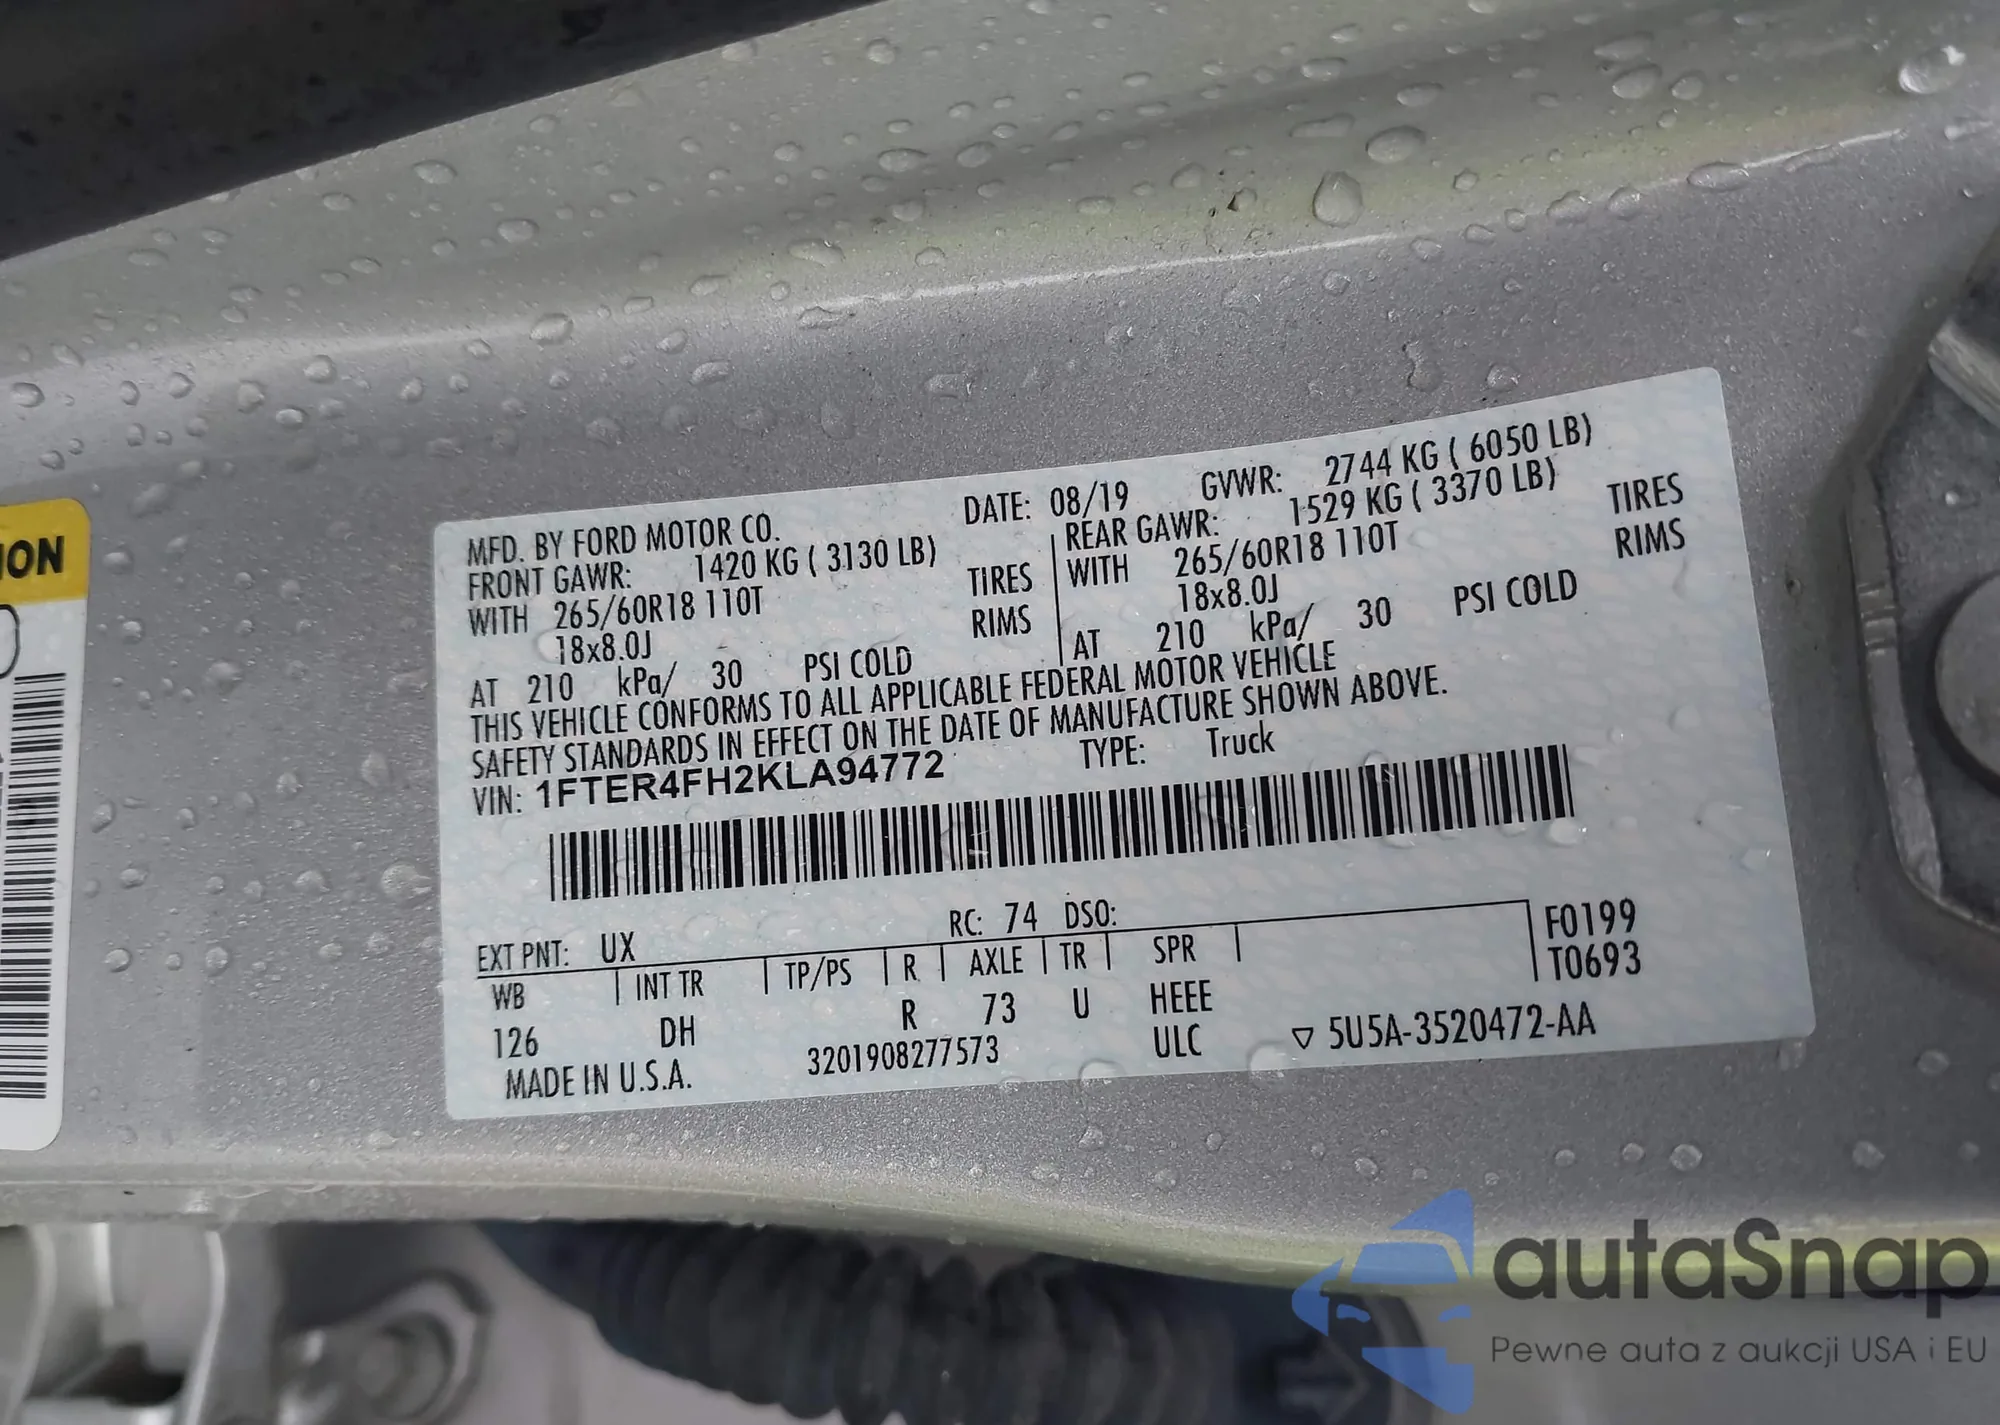 ION
MFD. BY FORD MOTOR CO. DATE: 08/19 GVWR: 2744 KG ( 6050 LB)
FRONT GAWR: 1420 KG ( 3130 LB) REAR GAWR: 1529 KG ( 3370 LB)
WITH 265/60R18 110T TIRES WITH 265/60R18 110T TIRES
18x8.0J RIMS 18x8.0J RIMS
AT 210 kPa/ 30 PSI COLD AT 210 kPa/ 30 PSI COLD
THIS VEHICLE CONFORMS TO ALL APPLICABLE FEDERAL MOTOR VEHICLE
SAFETY STANDARDS IN EFFECT ON THE DATE OF MANUFACTURE SHOWN ABOVE.
VIN: 1FTER4FH2KLA94772 TYPE: Truck
EXT PNT: UX RC: 74 DSO: F0199
WB INT TR TP/PS R AXLE TR SPR T0693
126 DH R 73 U HEEE
MADE IN U.S.A. 3201908277573 ULC ▽ 5U5A-3520472-AA
autaSnap
Pewne auta z aukcji USA i EU